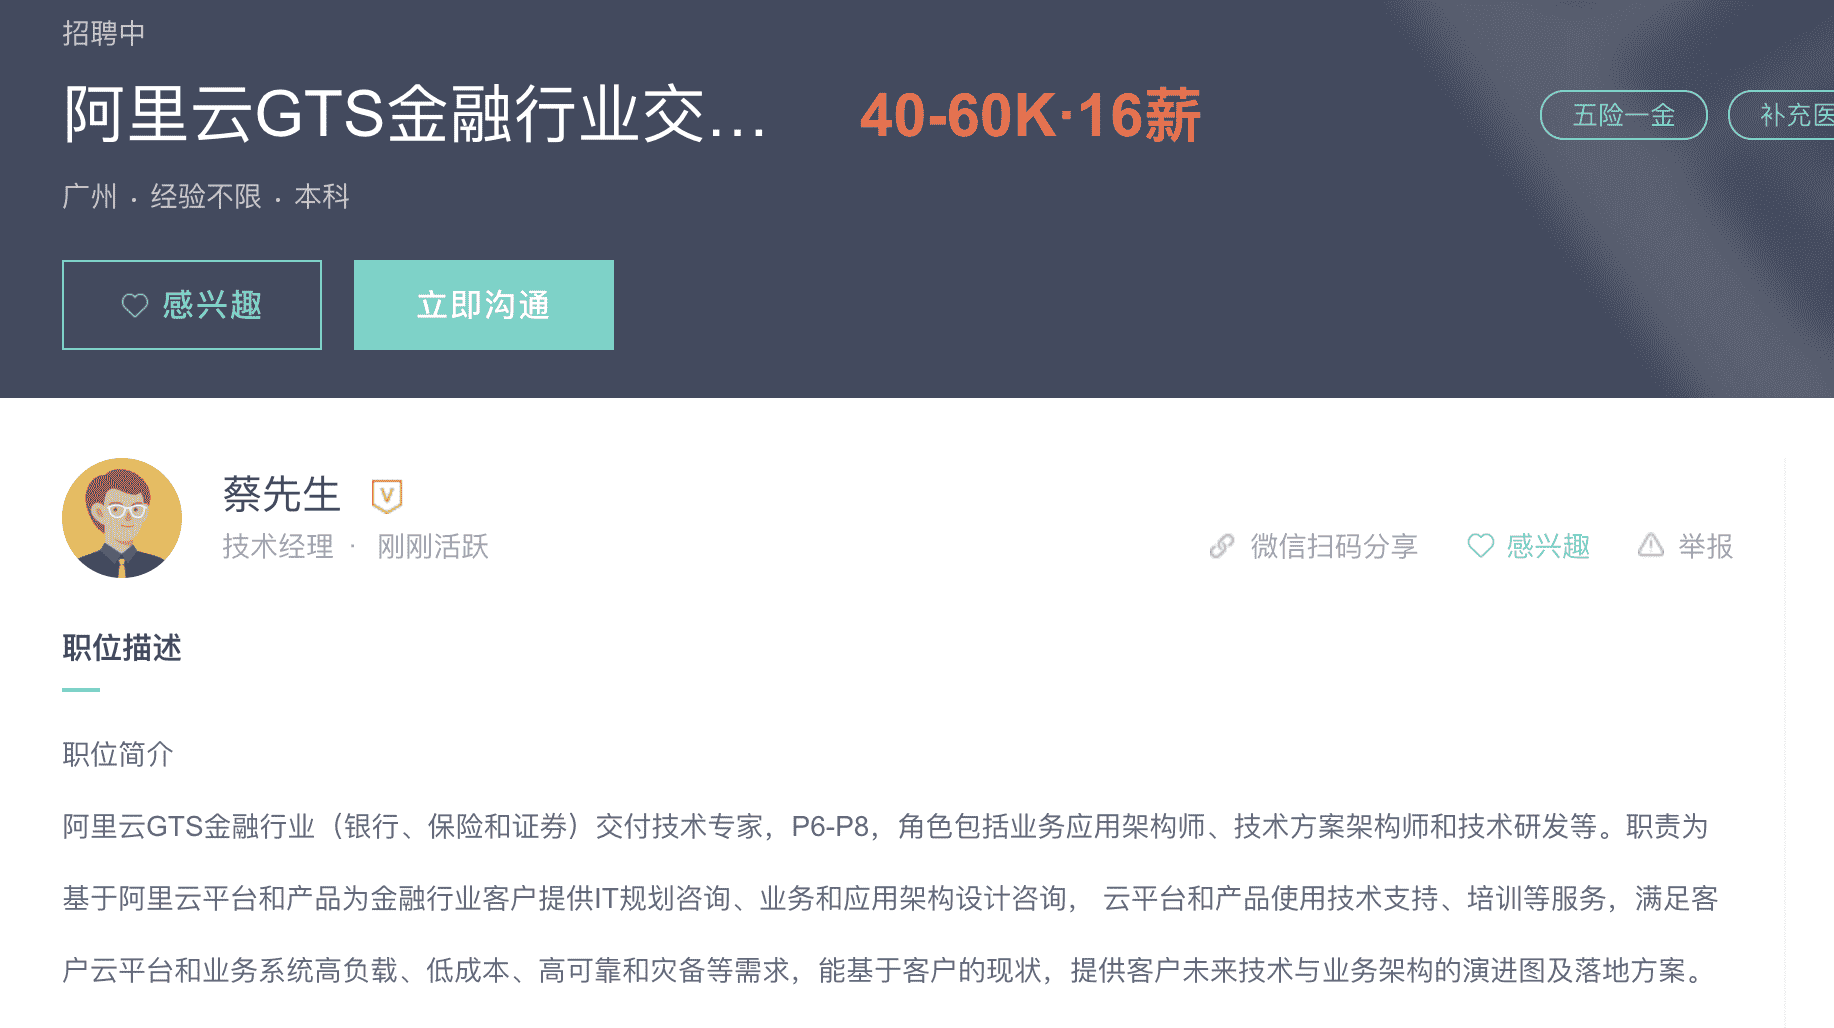 招聘中
阿里云GTS金融行业交... 40-60K·16薪 五险一金 补充医
广州 · 经验不限 · 本科
感兴趣 立即沟通
蔡先生 V
技术经理 · 刚刚活跃 微信扫码分享 感兴趣 举报
职位描述
职位简介
阿里云GTS金融行业（银行、保险和证券）交付技术专家，P6-P8，角色包括业务应用架构师、技术方案架构师和技术研发等。职责为
基于阿里云平台和产品为金融行业客户提供IT规划咨询、业务和应用架构设计咨询， 云平台和产品使用技术支持、培训等服务，满足客
户云平台和业务系统高负载、低成本、高可靠和灾备等需求，能基于客户的现状，提供客户未来技术与业务架构的演进图及落地方案。